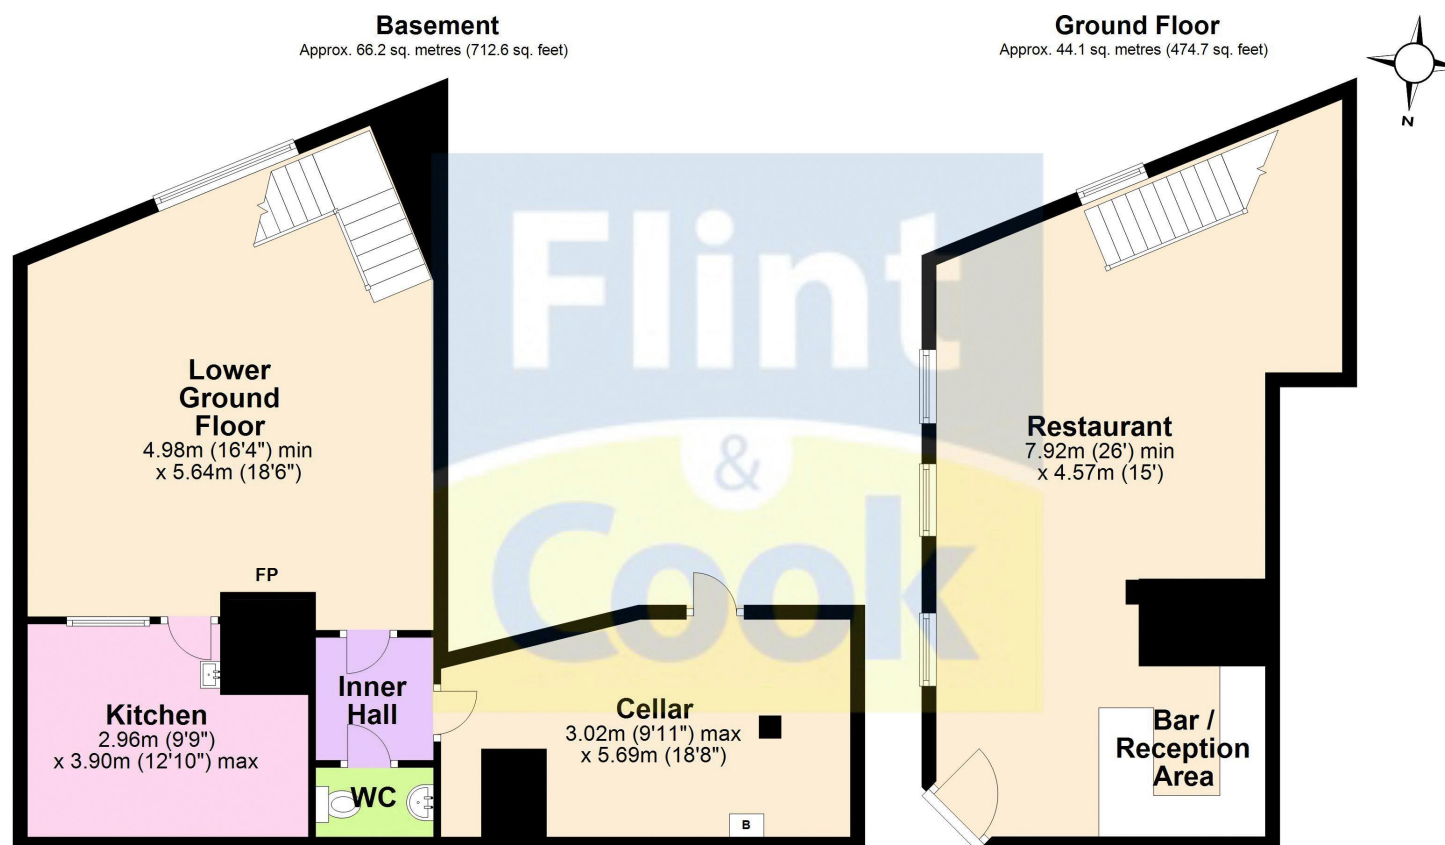 Basement
Approx. 66.2 sq. metres (712.6 sq. feet)
Ground Floor
Approx. 44.1 sq. metres (474.7 sq. feet)
N
Flint
&
Cook
Lower
Ground
Floor
4.98m (16'4") min
x 5.64m (18'6")
FP
Kitchen
2.96m (9'9")
x 3.90m (12'10") max
Inner
Hall
WC
Cellar
3.02m (9'11") max
x 5.69m (18'8")
B
Restaurant
7.92m (26') min
x 4.57m (15')
Bar /
Reception
Area